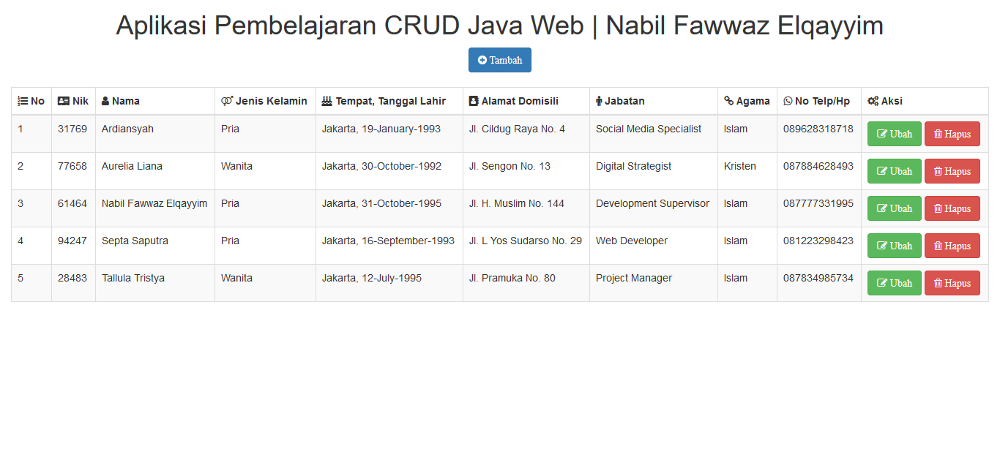 Aplikasi Pembelajaran CRUD Java Web | Nabil Fawwaz Elqayyim
Tambah
No Nik Nama Jenis Kelamin Tempat, Tanggal Lahir Alamat Domisili Jabatan Agama No Telp/Hp Aksi
1 31769 Ardiansyah Pria Jakarta, 19-January-1993 Jl. Cildug Raya No. 4 Social Media Specialist Islam 089628318718 Ubah Hapus
2 77658 Aurelia Liana Wanita Jakarta, 30-October-1992 Jl. Sengon No. 13 Digital Strategist Kristen 087884628493 Ubah Hapus
3 61464 Nabil Fawwaz Elqayyim Pria Jakarta, 31-October-1995 Jl. H. Muslim No. 144 Development Supervisor Islam 087777331995 Ubah Hapus
4 94247 Septa Saputra Pria Jakarta, 16-September-1993 Jl. L Yos Sudarso No. 29 Web Developer Islam 081223298423 Ubah Hapus
5 28483 Tallula Tristya Wanita Jakarta, 12-July-1995 Jl. Pramuka No. 80 Project Manager Islam 087834985734 Ubah Hapus